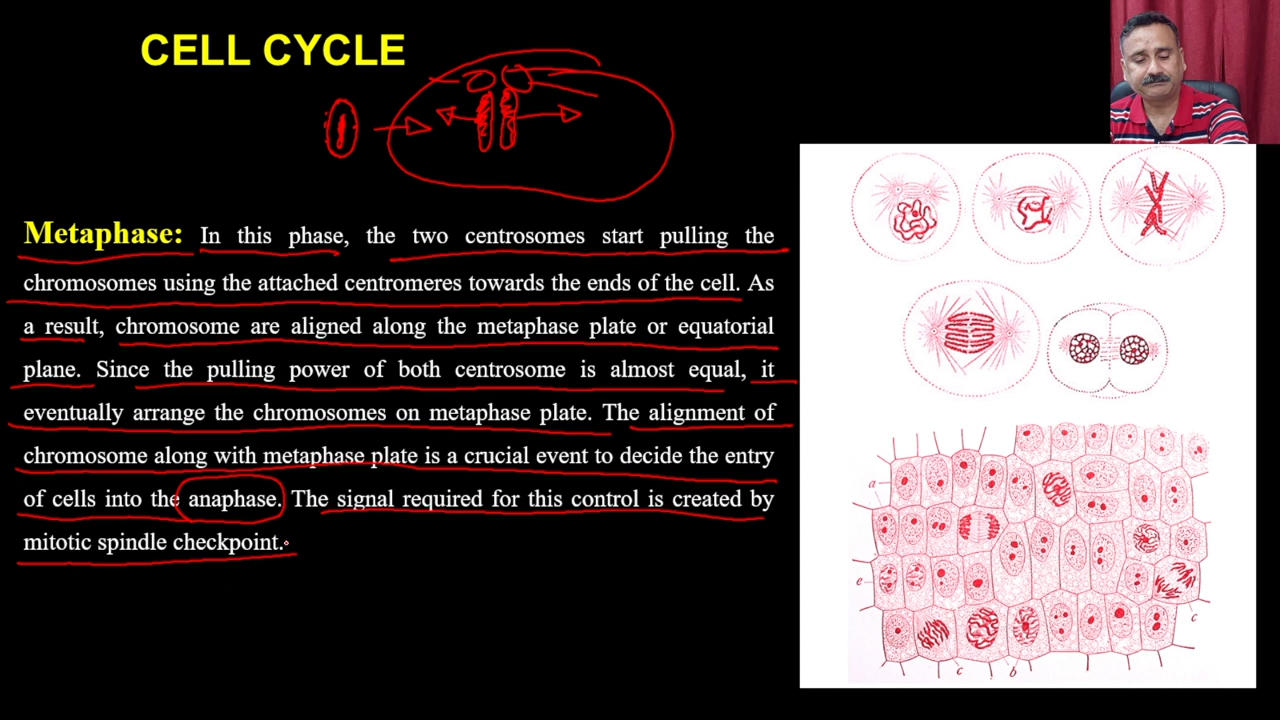 CELL CYCLE
Metaphase: In this phase, the two centrosomes start pulling the
chromosomes using the attached centromeres towards the ends of the cell. As
a result, chromosome are aligned along the metaphase plate or equatorial
plane. Since the pulling power of both centrosome is almost equal, it
eventually arrange the chromosomes on metaphase plate. The alignment of
chromosome along with metaphase plate is a crucial event to decide the entry
of cells into the anaphase. The signal required for this control is created by
mitotic spindle checkpoint.
a
e
c
c
b